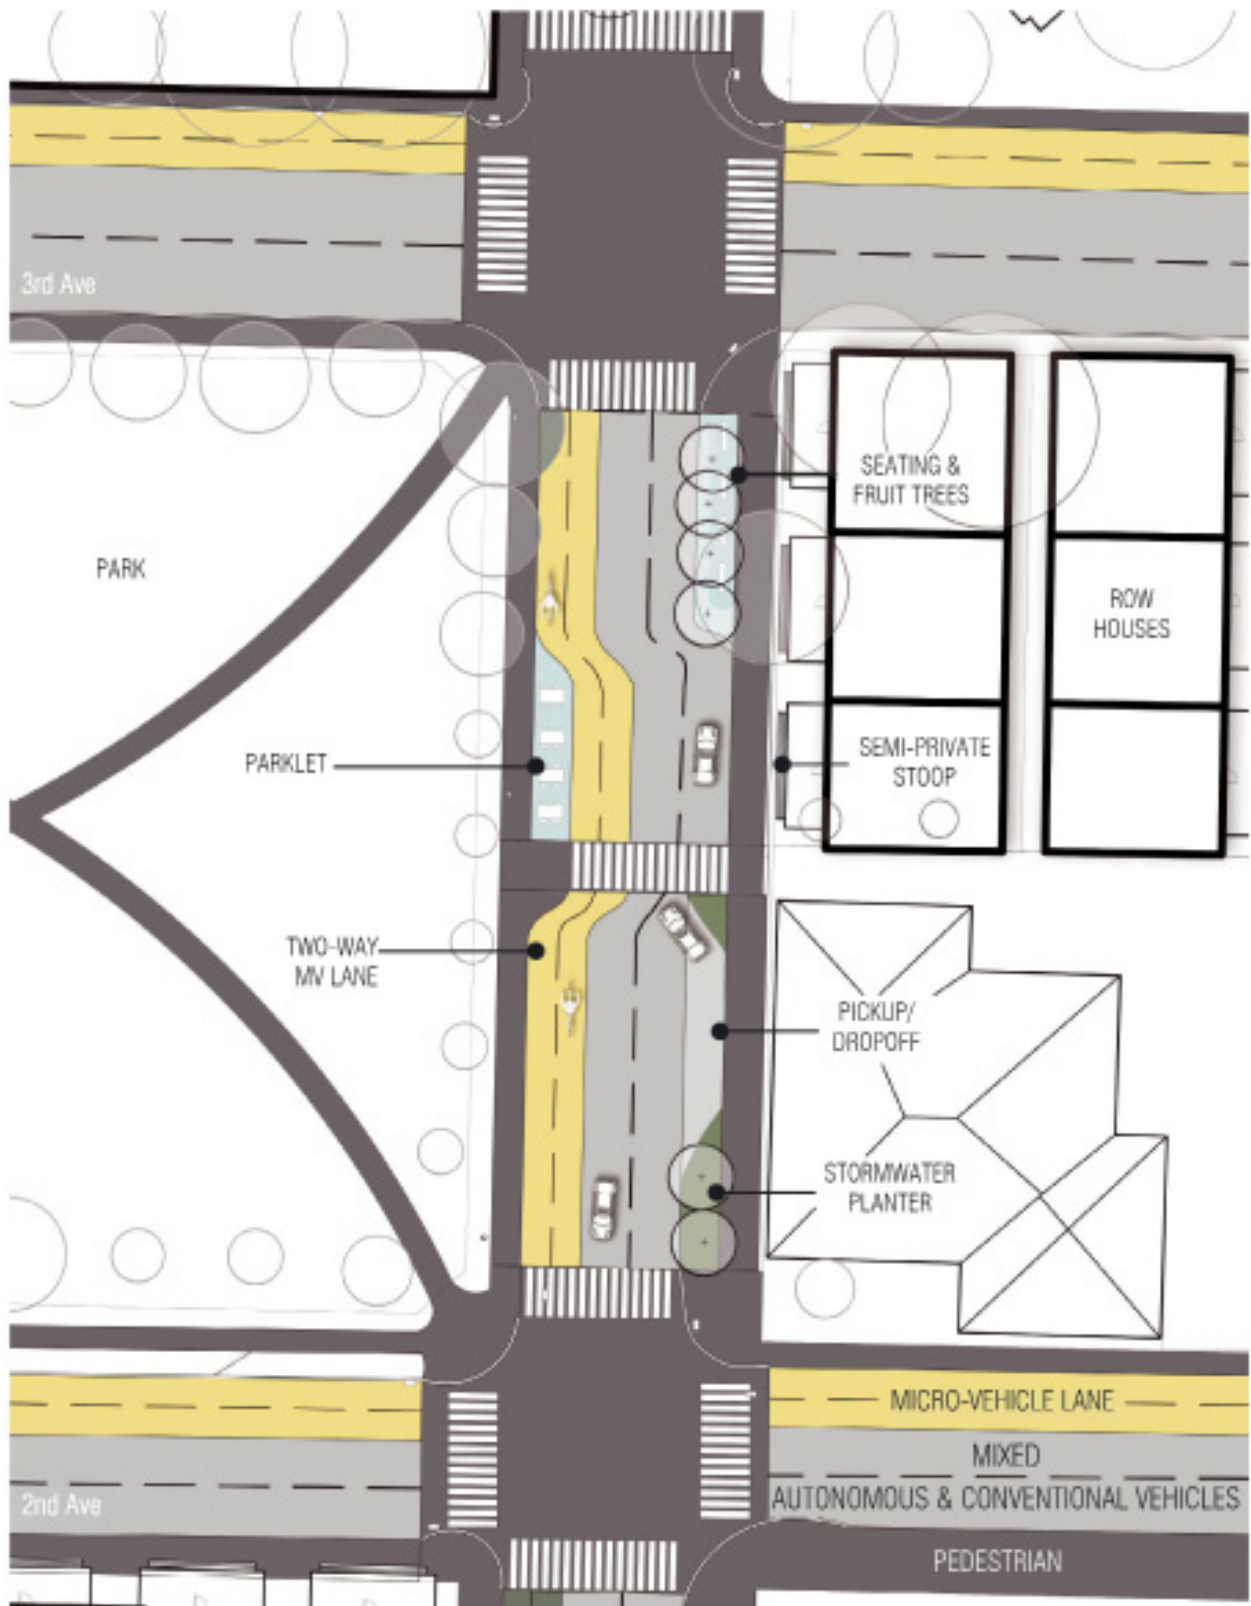 3rd Ave
SEATING &
FRUIT TREES
PARK
ROW
HOUSES
PARKLET
SEMI-PRIVATE
STOOP
TWO-WAY
MV LANE
PICKUP/
DROPOFF
STORMWATER
PLANTER
MICRO-VEHICLE LANE
MIXED
AUTONOMOUS & CONVENTIONAL VEHICLES
2nd Ave
PEDESTRIAN